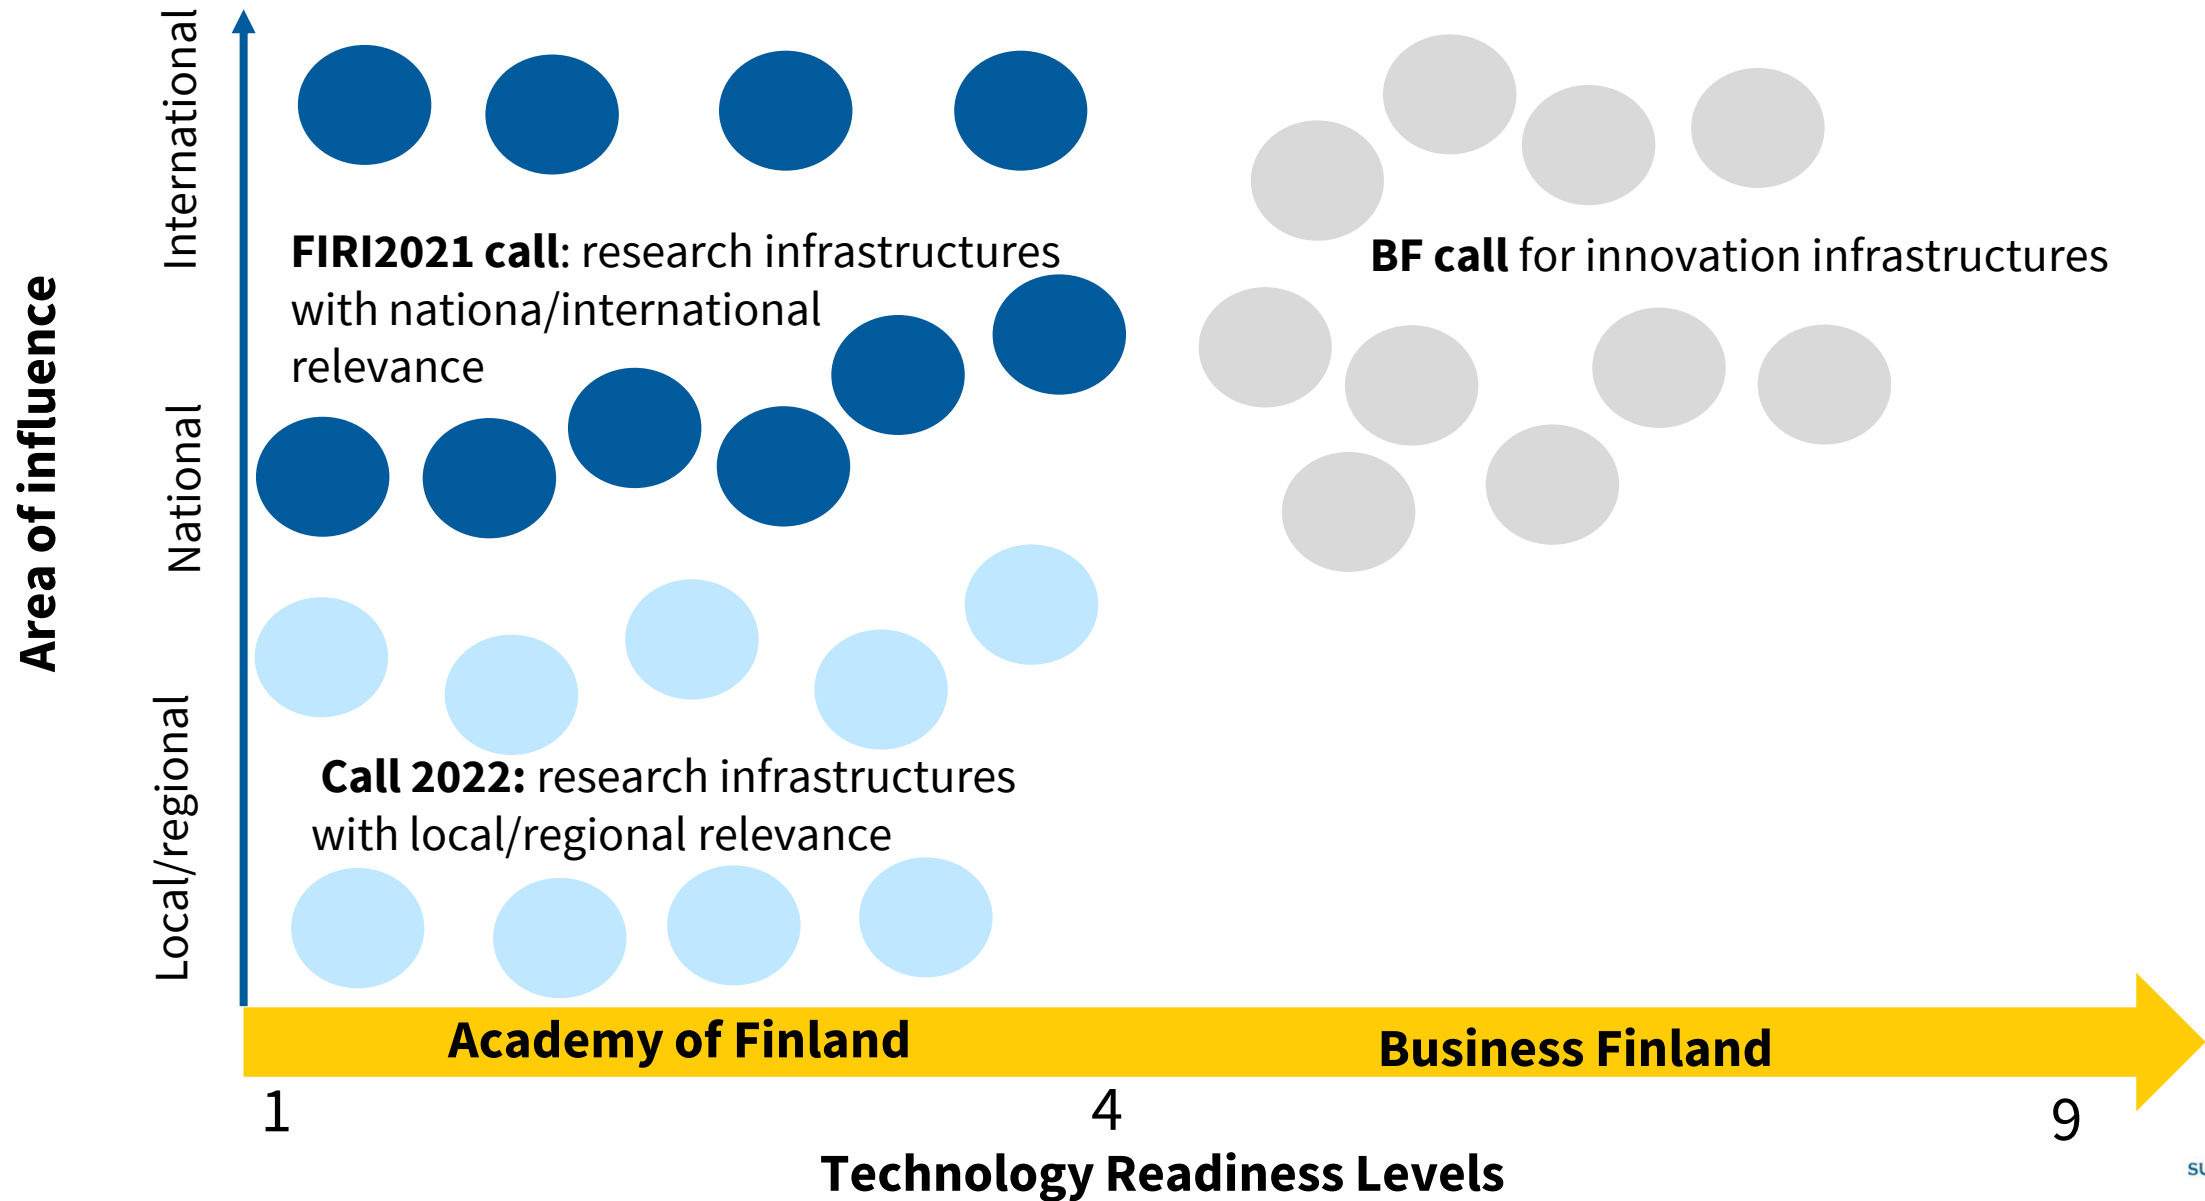 Area of influence
International
National
Local/regional
FIRI2021 call: research infrastructures
with nationa/international
relevance
BF call for innovation infrastructures
Call 2022: research infrastructures
with local/regional relevance
Academy of Finland
Business Finland
1
4
9
Technology Readiness Levels